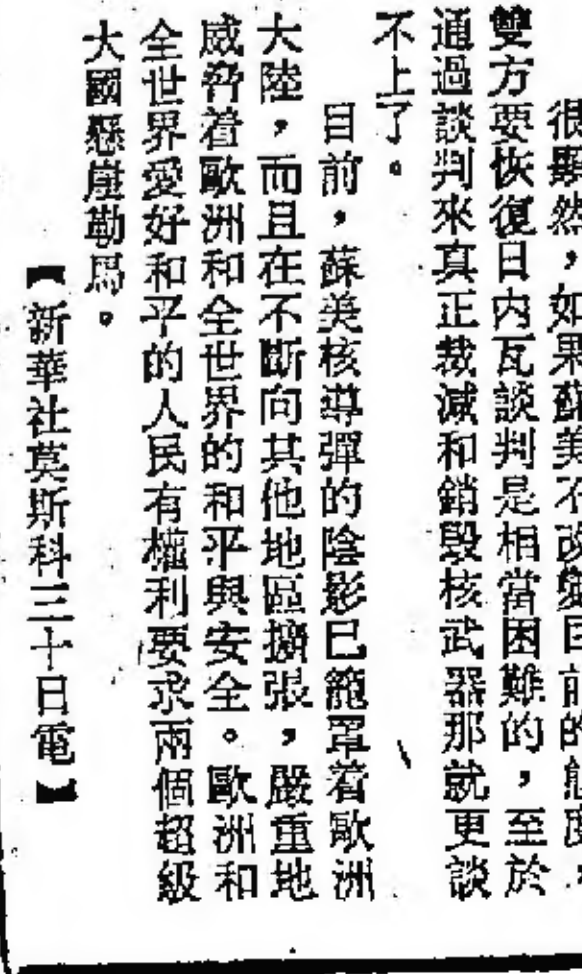 很顯然，如果蘇美不改變目前的態度，
雙方要恢復日内瓦談判是相當困難的，至於
通過談判來真正裁減和銷毀核武器那就更談
不上了。
目前，蘇美核導彈的陰影已籠罩着歐洲
大陸，而且在不斷向其他地區擴張，嚴重地
威脅着歐洲和全世界的和平與安全。歐洲和
全世界愛好和平的人民有權利要求兩個超級
大國懸崖勒馬。
【新華社莫斯科三十日電】